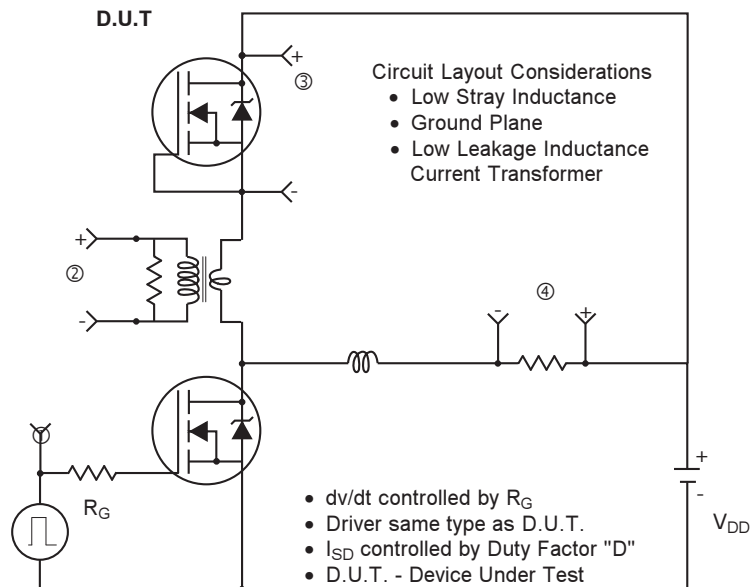 D.U.T
+
③
-
Circuit Layout Considerations
• Low Stray Inductance
• Ground Plane
• Low Leakage Inductance
Current Transformer
+
②
-
④
- +
①
R_G
+
-
V_DD
• dv/dt controlled by R_G
• Driver same type as D.U.T.
• I_SD controlled by Duty Factor "D"
• D.U.T. - Device Under Test